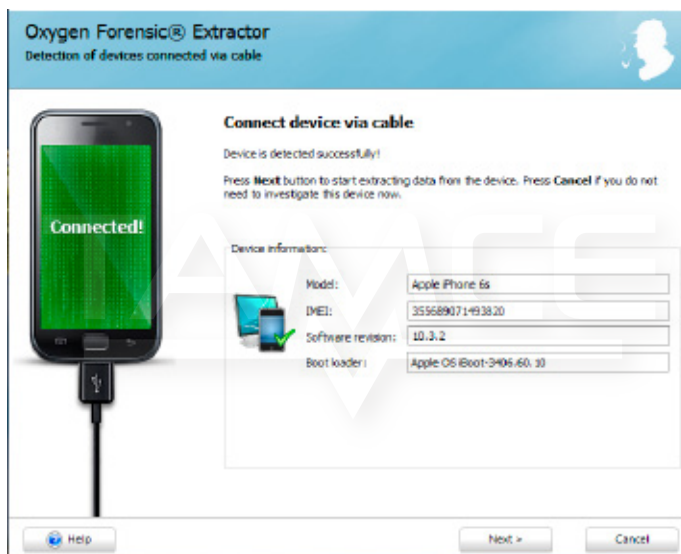 Oxygen Forensic® Extractor
Detection of devices connected via cable
Connect device via cable
Device is detected successfully!
Press Next button to start extracting data from the device. Press Cancel if you do not
need to investigate this device now.
Connected!
Device information:
Model: Apple iPhone 6s
IMEI: 355689071493820
Software revision: 10.3.2
Boot loader: Apple OS iBoot-3406.60.10
Help
Next >
Cancel